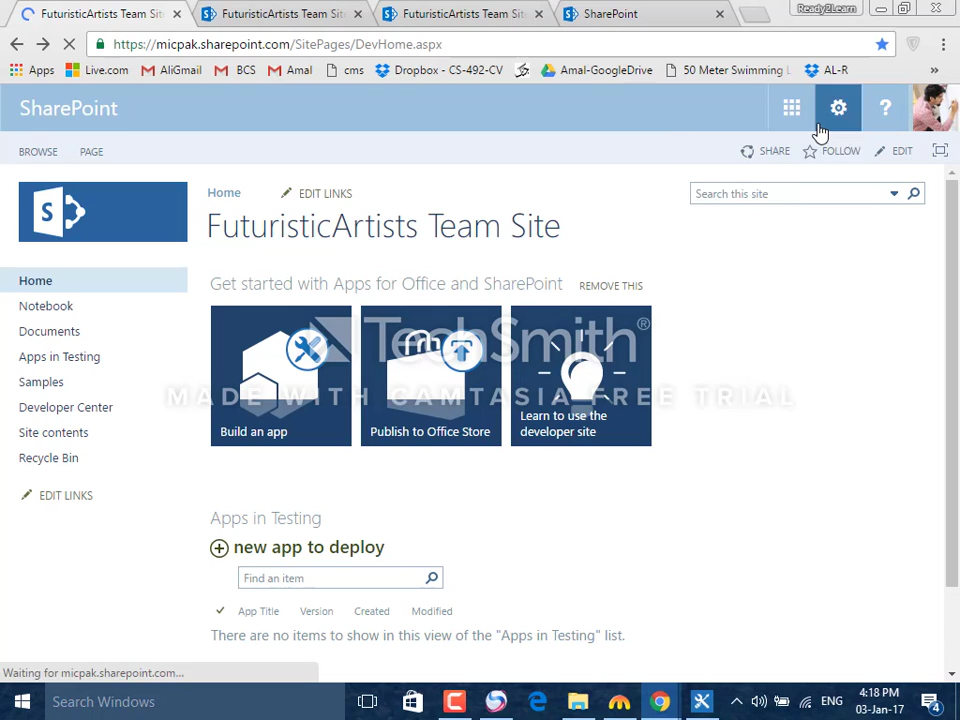 FuturisticArtists Team Sit
FuturisticArtists Team Sit
FuturisticArtists Team Sit
SharePoint
Ready2Learn
https://micpak.sharepoint.com/SitePages/DevHome.aspx
Apps
Live.com
AliGmail
BCS
Amal
cms
Dropbox - CS-492-CV
Amal-GoogleDrive
50 Meter Swimming
AL-R
»
SharePoint
?
BROWSE
PAGE
SHARE
FOLLOW
EDIT
S
Home
EDIT LINKS
Search this site
FuturisticArtists Team Site
Home
Notebook
Documents
Apps in Testing
Samples
Developer Center
Site contents
Recycle Bin
EDIT LINKS
Get started with Apps for Office and SharePoint
REMOVE THIS
TechSmith®
MADE WITH CAMTASIA FREE TRIAL
Build an app
Publish to Office Store
Learn to use the
developer site
Apps in Testing
new app to deploy
Find an item
App Title
Version
Created
Modified
There are no items to show in this view of the "Apps in Testing" list.
Waiting for micpak.sharepoint.com...
Search Windows
ENG
4:18 PM
03-Jan-17
4